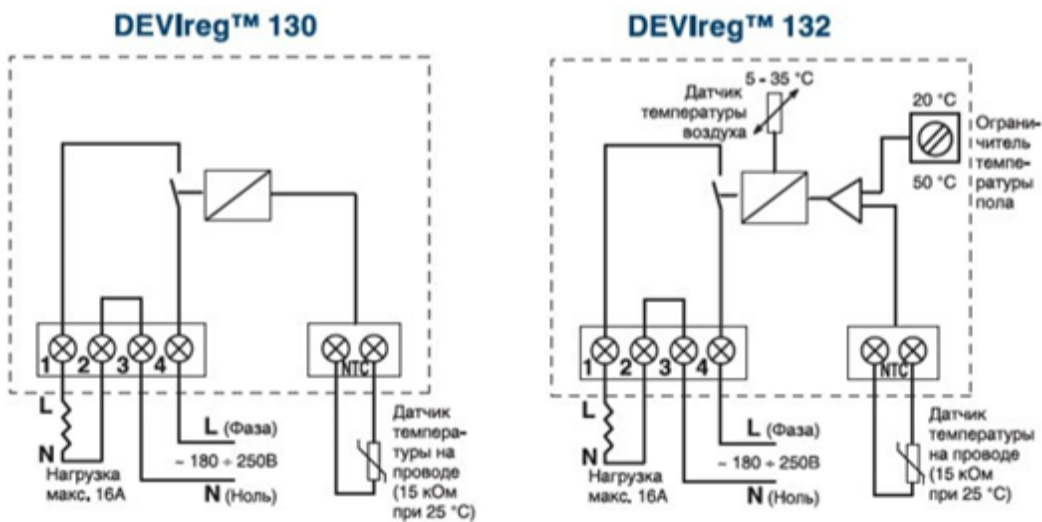 DEVIreg™ 130
1 2 3 4
NTC
L
N
Нагрузка
макс. 16А
L (Фаза)
~ 180 ÷ 250В
N (Ноль)
Датчик
темпера-
туры на
проводе
(15 кОм
при 25 °C)
DEVIreg™ 132
5 - 35 °C
Датчик
температуры
воздуха
20 °C
50 °C
Ограни-
читель
темпе-
ратуры
пола
1 2 3 4
NTC
L
N
Нагрузка
макс. 16А
L (Фаза)
~ 180 ÷ 250В
N (Ноль)
Датчик
температуры
на проводе
(15 кОм
при 25 °C)